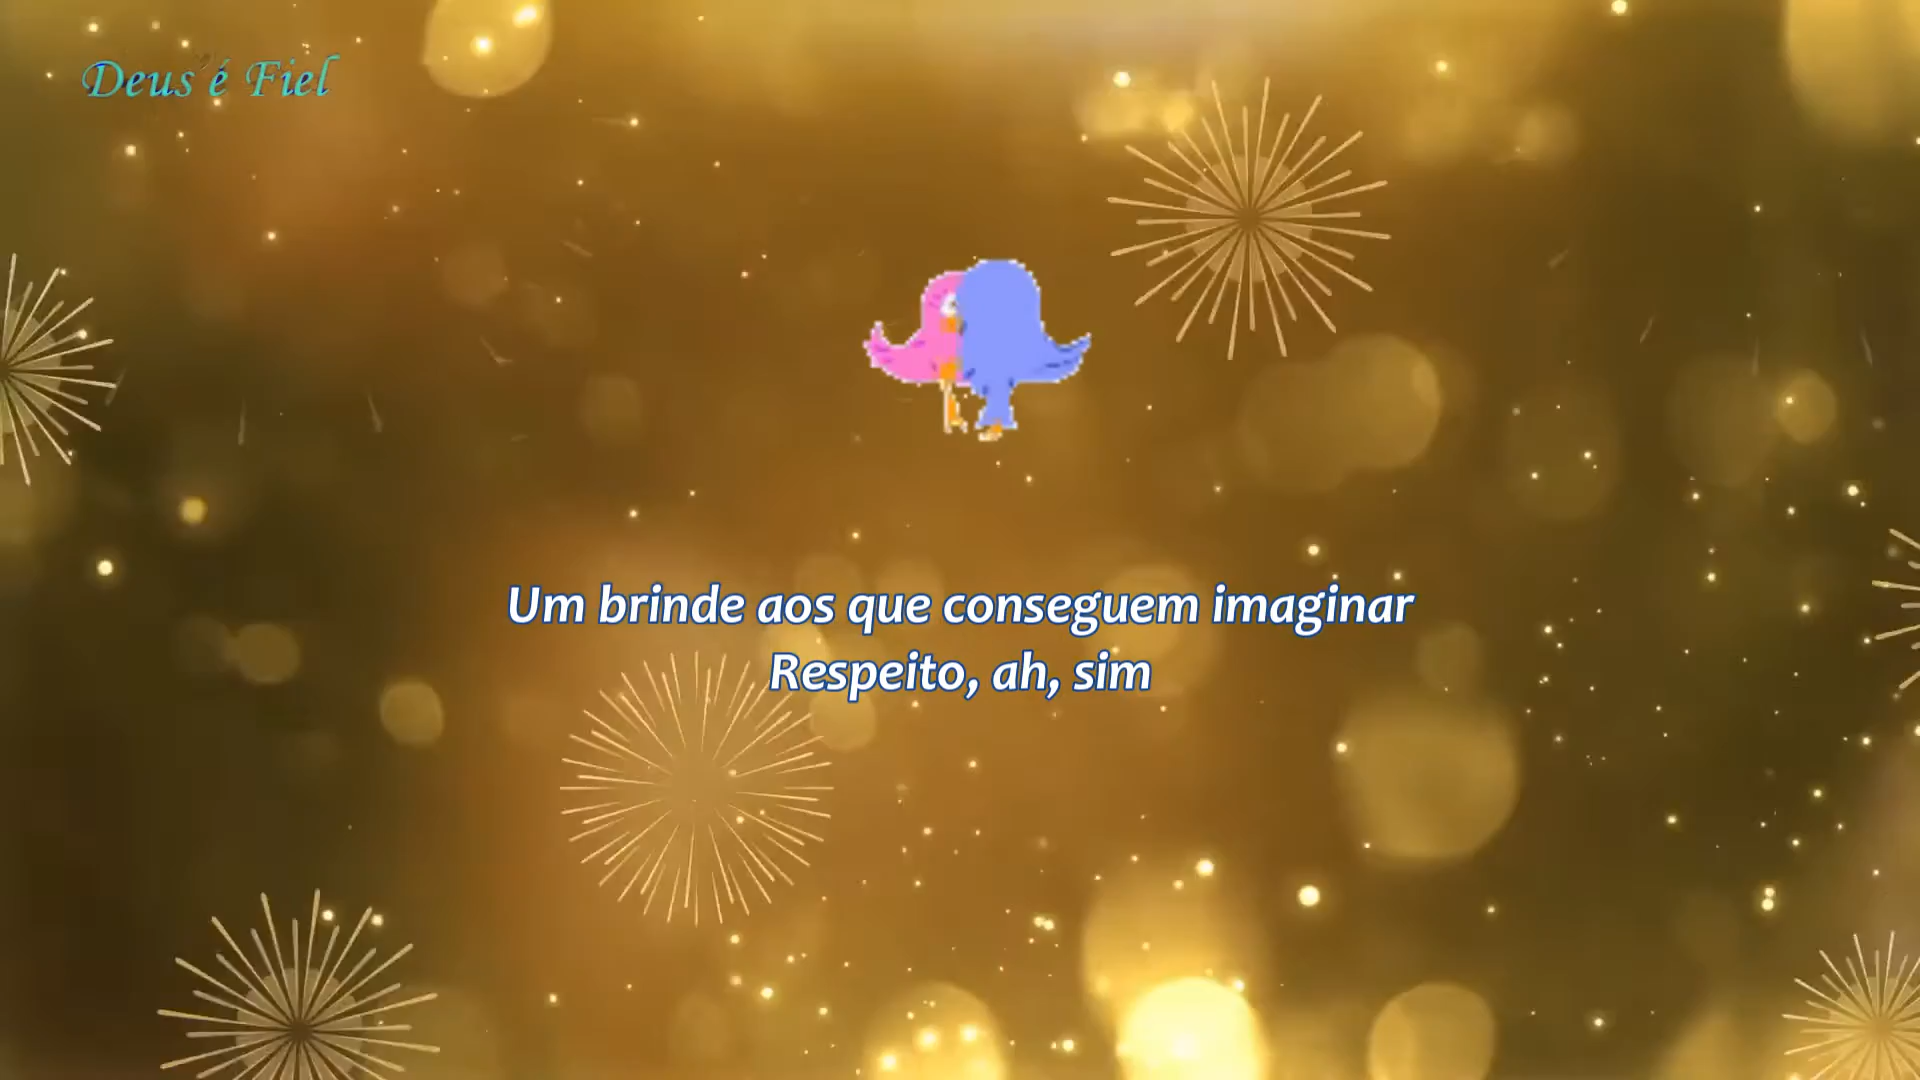 Deus é Fiel
Um brinde aos que conseguem imaginar
Respeito, ah, sim